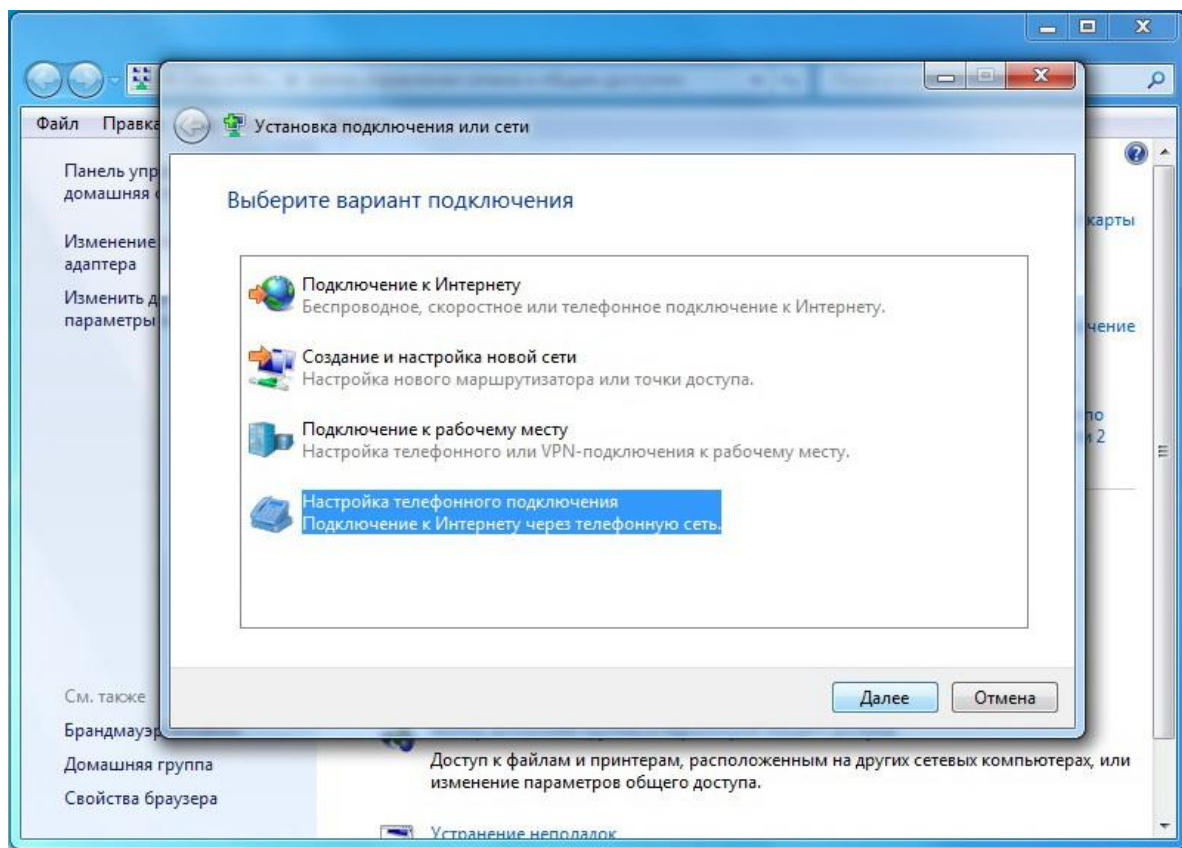 Файл Правка
Установка подключения или сети
Панель упр
домашняя
Выберите вариант подключения
карты
Изменение
адаптера
Изменить д
параметры
Подключение к Интернету
Беспроводное, скоростное или телефонное подключение к Интернету.
чение
Создание и настройка новой сети
Настройка нового маршрутизатора или точки доступа.
Подключение к рабочему месту
Настройка телефонного или VPN-подключения к рабочему месту.
по
и 2
Настройка телефонного подключения
Подключение к Интернету через телефонную сеть.
Далее Отмена
См. также
Брандмауэр
Домашняя группа
Свойства браузера
Доступ к файлам и принтерам, расположенным на других сетевых компьютерах, или
изменение параметров общего доступа.
Устранение неполадок